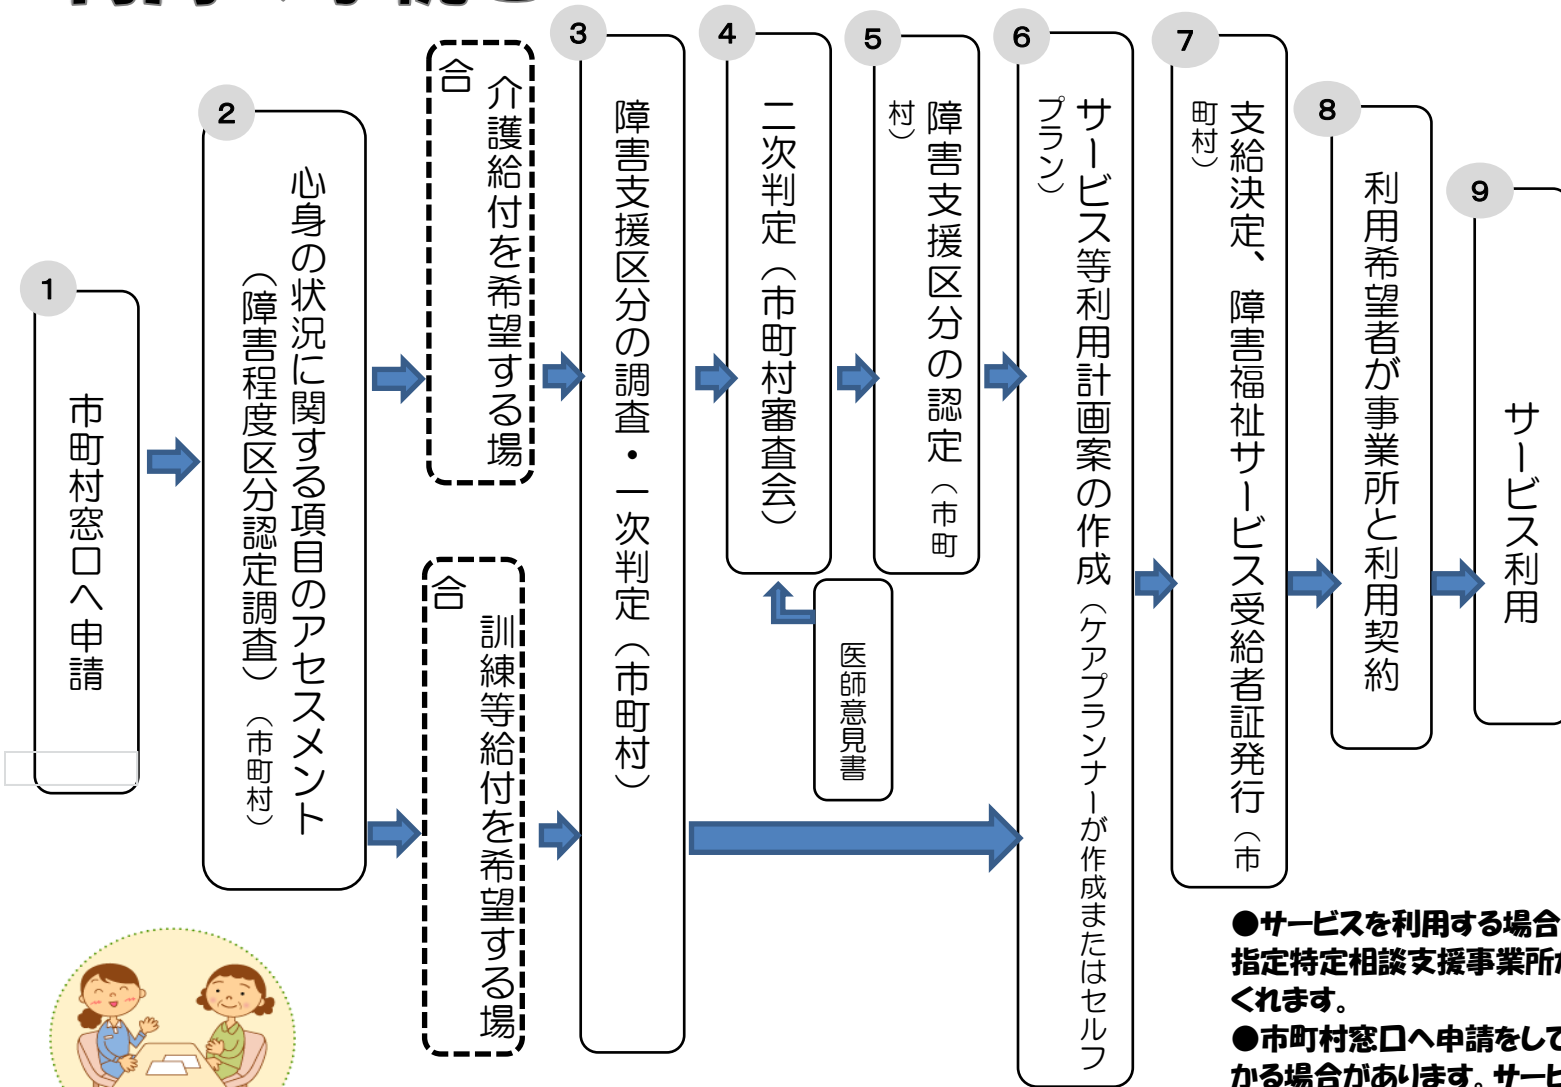 1
市町村窓口へ申請
2
心身の状況に関する項目のアセスメント
（障害程度区分認定調査）（市町村）
介護給付を希望する場
合
訓練等給付を希望する場
合
3
障害支援区分の調査・一次判定（市町村）
4
二次判定（市町村審査会）
医師意見書
5
障害支援区分の認定（市町
村）
6
サービス等利用計画案の作成（ケアプランナーが作成またはセルフ
プラン）
7
支給決定、障害福祉サービス受給者証発行（市
町村）
8
利用希望者が事業所と利用契約
9
サービス利用
●サービスを利用する場合
指定特定相談支援事業所が
くれます。
●市町村窓口へ申請をして
かる場合があります。サービ